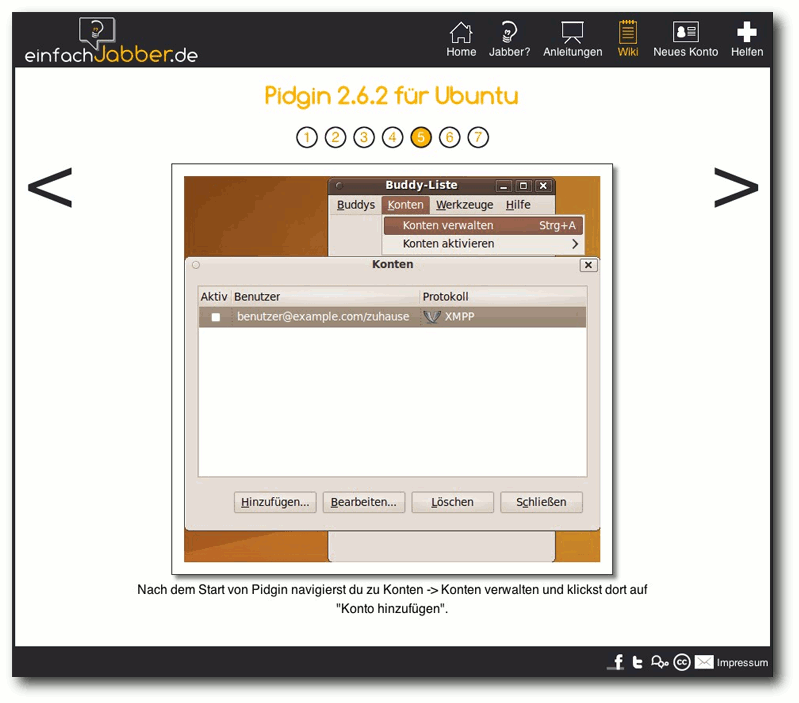 einfachJabber.de
Home Jabber? Anleitungen Wiki Neues Konto Helfen
Pidgin 2.6.2 für Ubuntu
1 2 3 4 5 6 7
< >
Buddy-Liste
Buddys Konten Werkzeuge Hilfe
Konten verwalten Strg+A
Konten aktivieren
Konten
Aktiv Benutzer Protokoll
benutzer@example.com/zuhause XMPP
Hinzufügen... Bearbeiten... Löschen Schließen
Nach dem Start von Pidgin navigierst du zu Konten -> Konten verwalten und klickst dort auf
"Konto hinzufügen".
cc Impressum